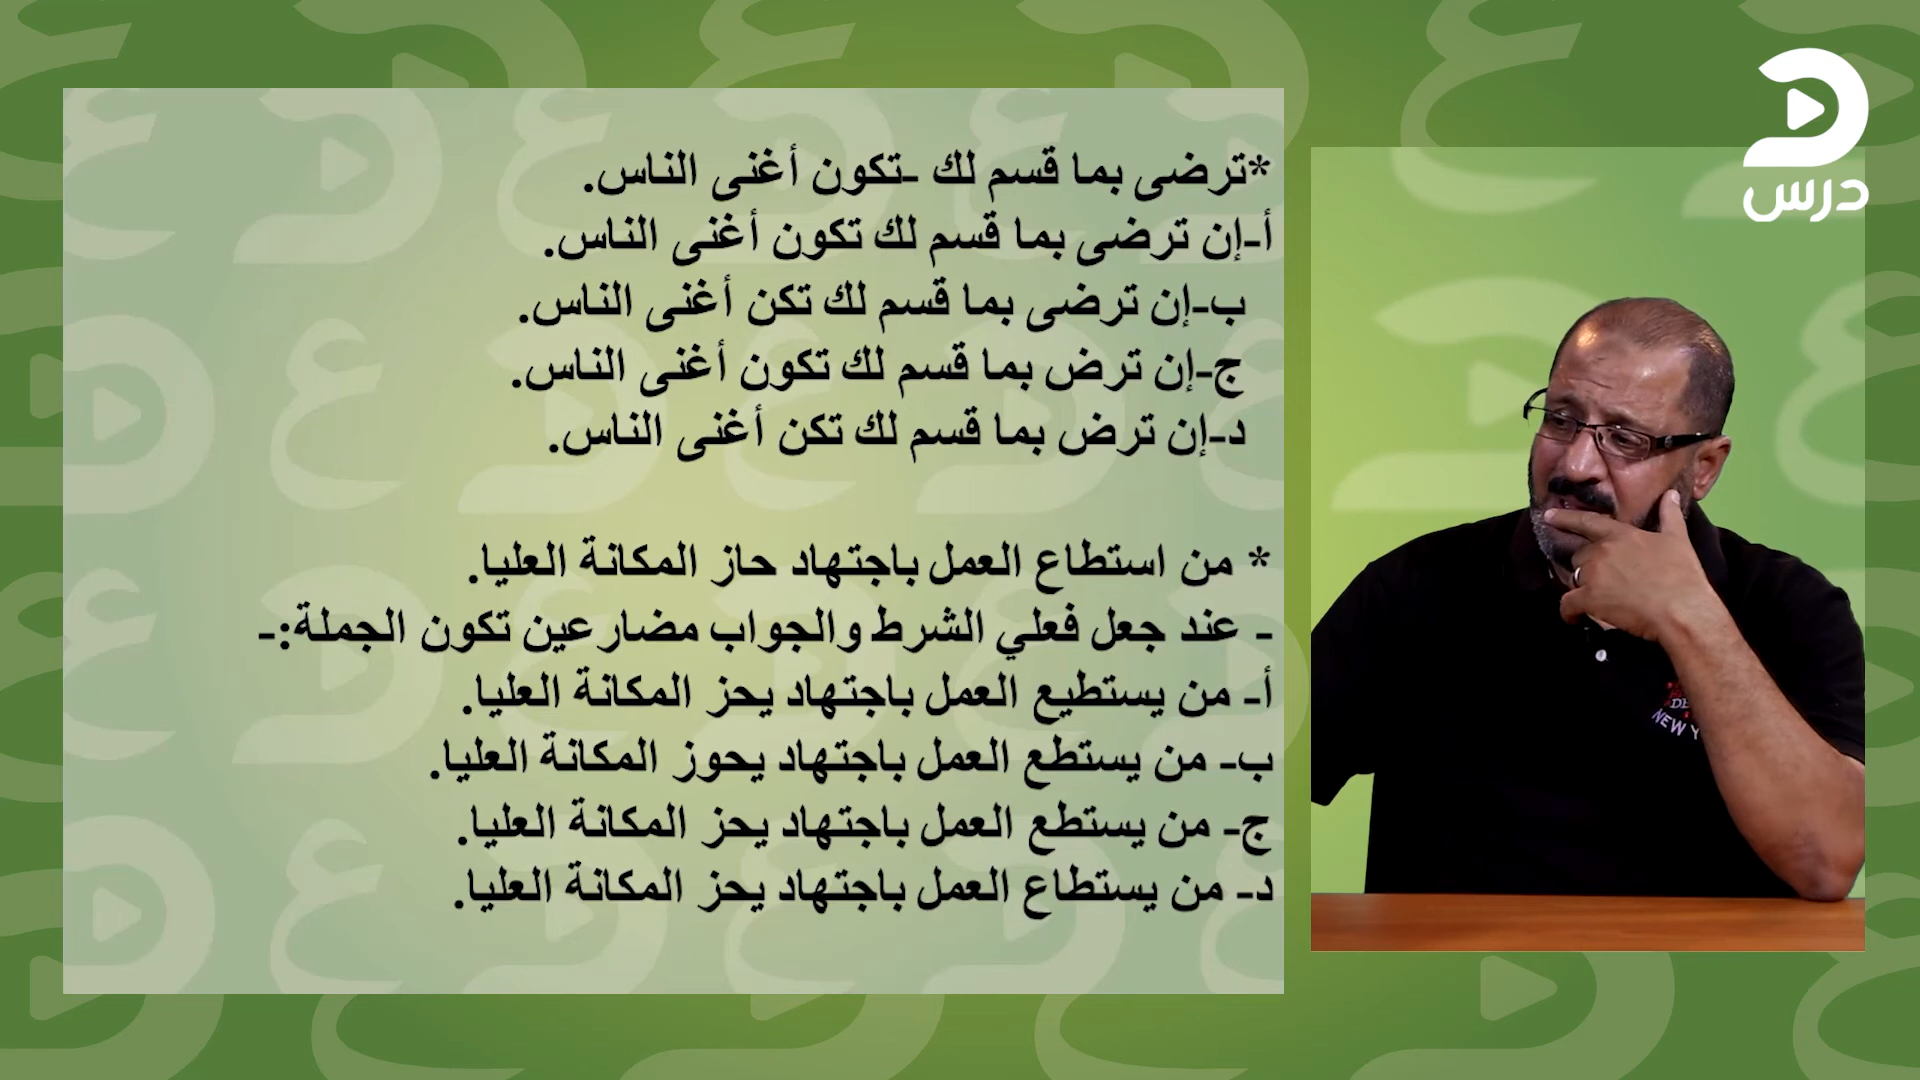 درس
*ترضى بما قسم لك -تكون أغنى الناس.
أ-إن ترضى بما قسم لك تكون أغنى الناس.
ب-إن ترضى بما قسم لك تكن أغنى الناس.
ج-إن ترض بما قسم لك تكون أغنى الناس.
د-إن ترض بما قسم لك تكن أغنى الناس.
* من استطاع العمل باجتهاد حاز المكانة العليا.
- عند جعل فعلي الشرط والجواب مضارعين تكون الجملة:-
أ- من يستطيع العمل باجتهاد يحز المكانة العليا.
ب- من يستطع العمل باجتهاد يحوز المكانة العليا.
ج- من يستطع العمل باجتهاد يحز المكانة العليا.
د- من يستطاع العمل باجتهاد يحز المكانة العليا.
NEW Y